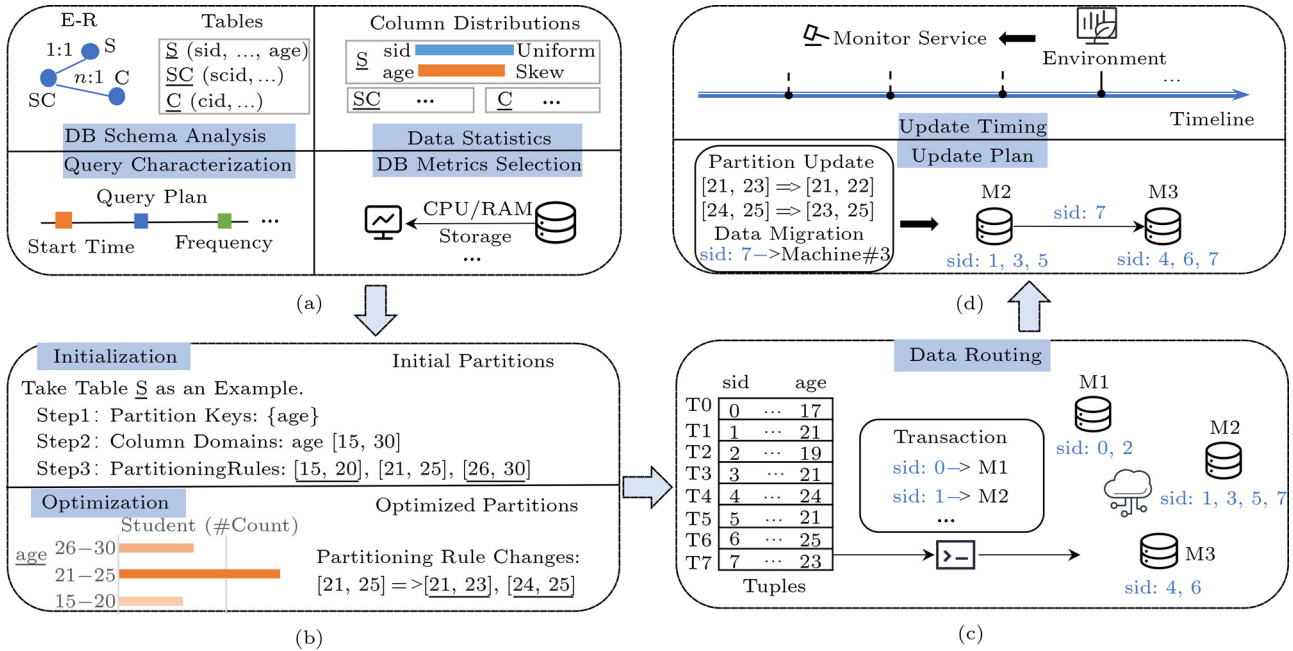 E-R
Tables
1:1
S
n:1
C
SC
S (sid, ..., age)
SC (scid, ...)
C (cid, ...)
DB Schema Analysis
Column Distributions
S
sid
Uniform
age
Skew
SC ...
C ...
Data Statistics
Query Characterization
Query Plan
...
Start Time
Frequency
DB Metrics Selection
CPU/RAM
Storage
...
(a)
Initialization
Initial Partitions
Take Table S as an Example.
Step1: Partition Keys: {age}
Step2: Column Domains: age [15, 30]
Step3: PartitioningRules: [15, 20], [21, 25], [26, 30]
Optimization
Optimized Partitions
Student (#Count)
age
26−30
21−25
15−20
Partitioning Rule Changes:
[21, 25] =>[21, 23], [24, 25]
(b)
Data Routing
sid age
T0 0 ... 17
T1 1 ... 21
T2 2 ... 19
T3 3 ... 21
T4 4 ... 24
T5 5 ... 21
T6 6 ... 25
T7 7 ... 23
Tuples
Transaction
sid: 0−> M1
sid: 1−> M2
...
M1
sid: 0, 2
M2
sid: 1, 3, 5, 7
M3
sid: 4, 6
(c)
Monitor Service
Environment
...
Timeline
Update Timing
Update Plan
Partition Update
[21, 23] =>[21, 22]
[24, 25] =>[23, 25]
Data Migration
sid: 7−>Machine#3
M2
sid: 7
M3
sid: 1, 3, 5
sid: 4, 6, 7
(d)